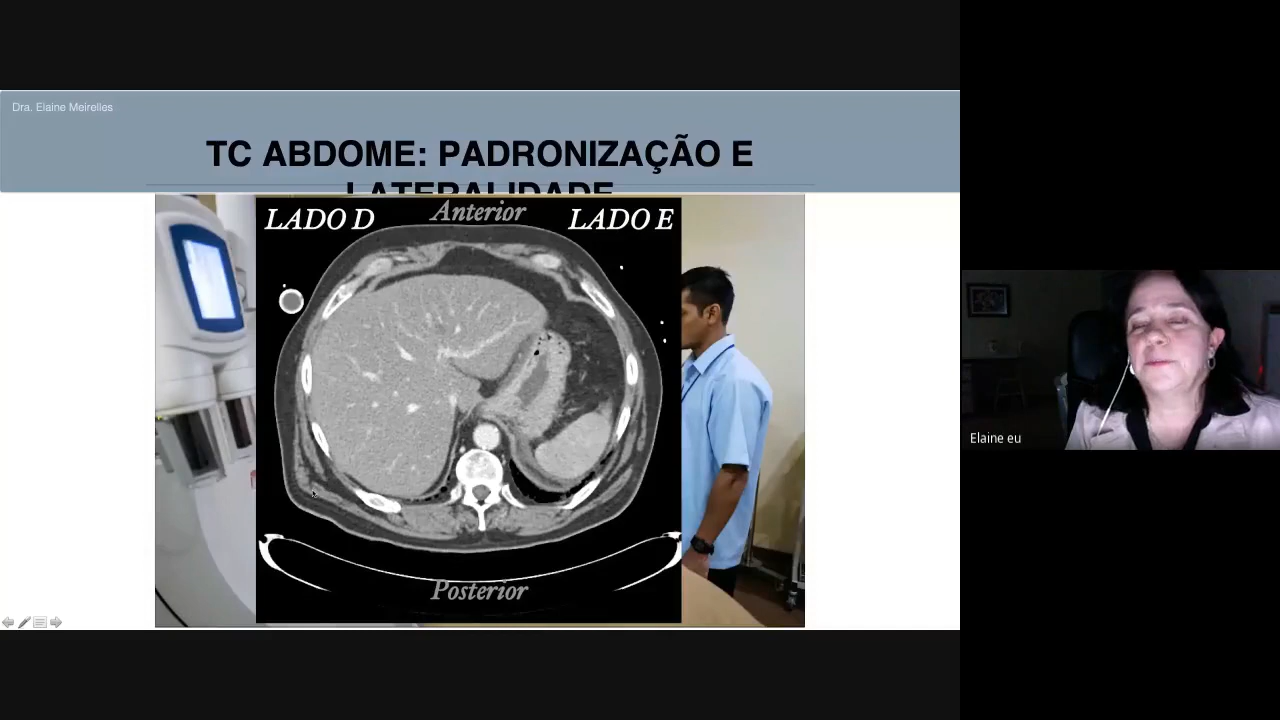 Dra. Elaine Meirelles
TC ABDOME: PADRONIZAÇÃO E
LATERALIDADE
LADO D
Anterior
LADO E
Posterior
Elaine eu